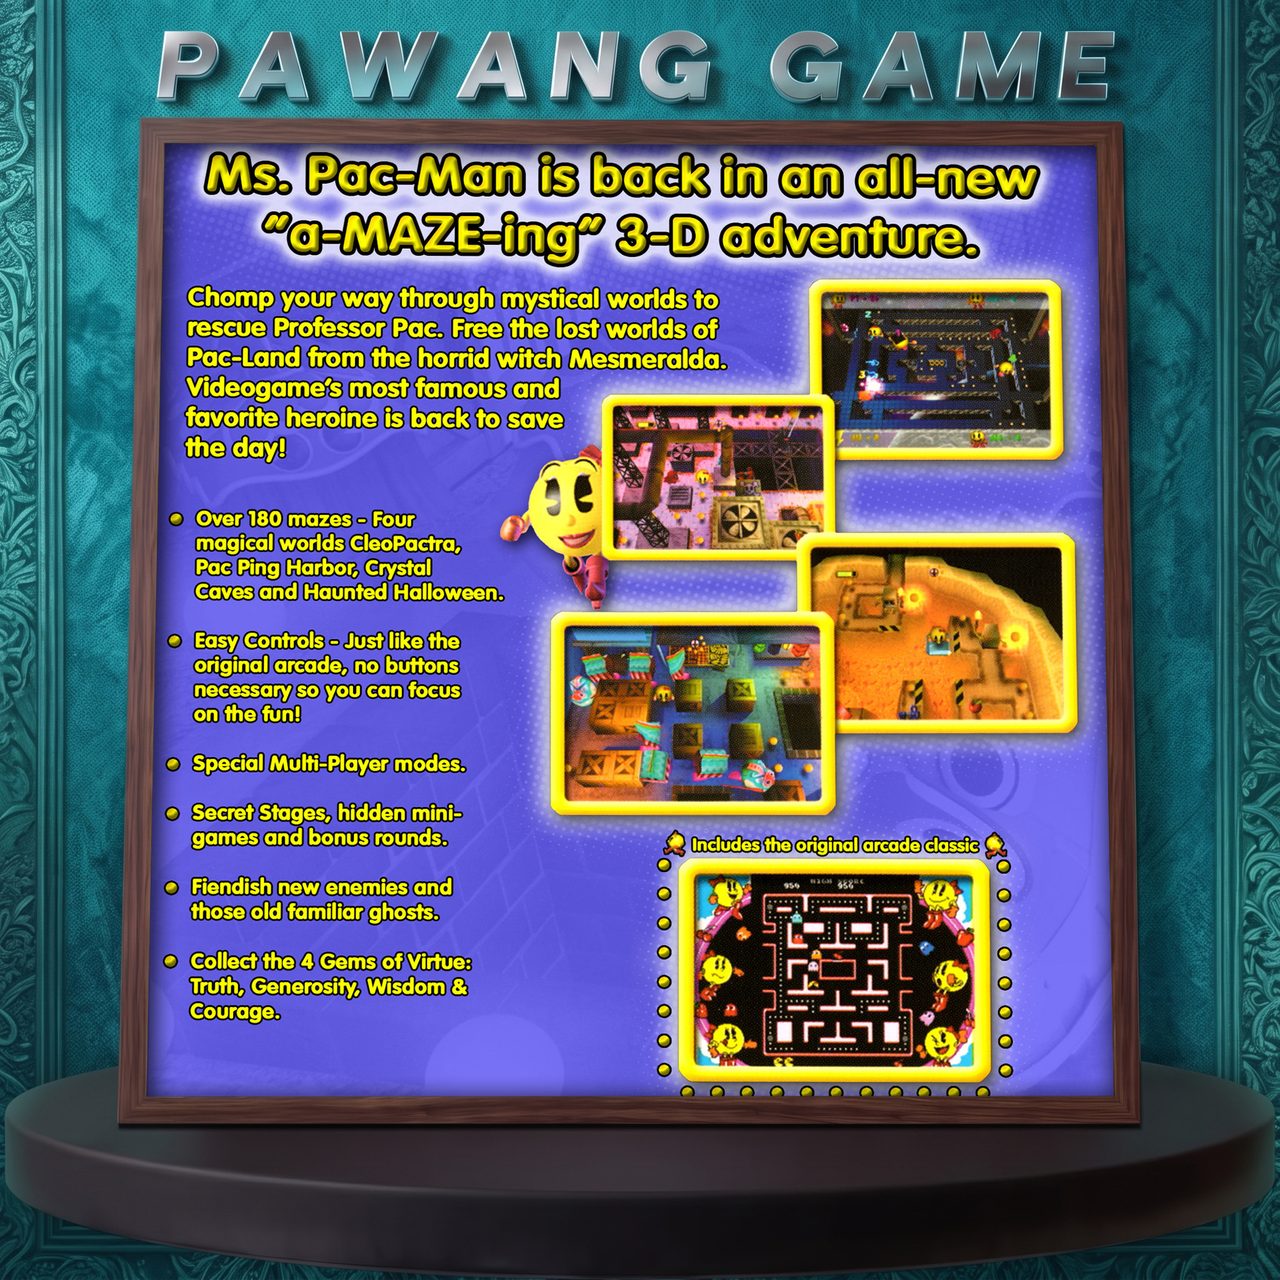 PAWANG GAME
Ms. Pac-Man is back in an all-new
"a-MAZE-ing" 3-D adventure.
Chomp your way through mystical worlds to
rescue Professor Pac. Free the lost worlds of
Pac-Land from the horrid witch Mesmeralda.
Videogame's most famous and
favorite heroine is back to save
the day!
Over 180 mazes - Four
magical worlds CleoPactra,
Pac Ping Harbor, Crystal
Caves and Haunted Halloween.
Easy Controls - Just like the
original arcade, no buttons
necessary so you can focus
on the fun!
Special Multi-Player modes.
Secret Stages, hidden mini-
games and bonus rounds.
Fiendish new enemies and
those old familiar ghosts.
Collect the 4 Gems of Virtue:
Truth, Generosity, Wisdom &
Courage.
Includes the original arcade classic
HIGH SCORE
950 950